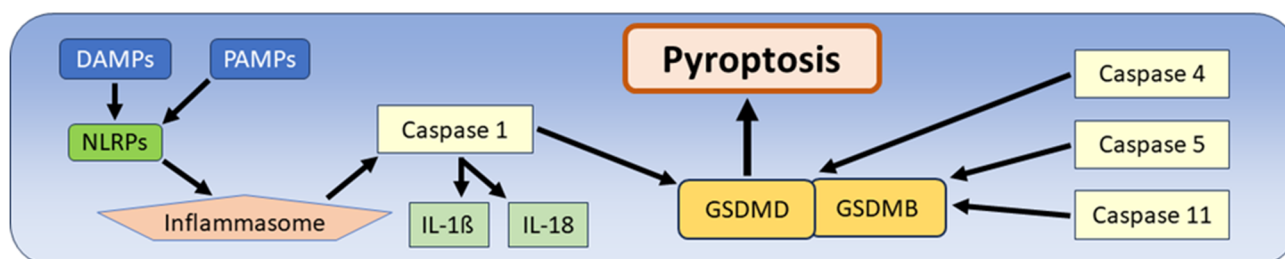 DAMPs
PAMPs
NLRPs
Inflammasome
Caspase 1
IL-1ß
IL-18
Pyroptosis
GSDMD
GSDMB
Caspase 4
Caspase 5
Caspase 11